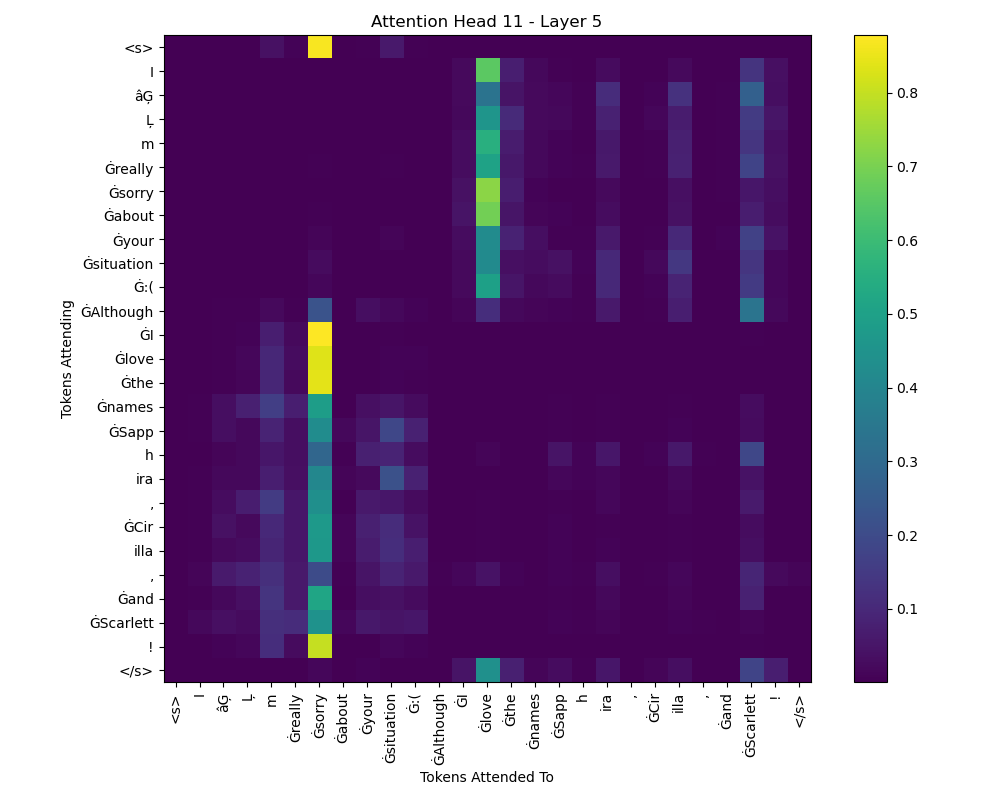 Attention Head 11 - Layer 5
Tokens Attending
<s>
I
âĢ
Ļ
m
Ġreally
Ġsorry
Ġabout
Ġyour
Ġsituation
Ġ:(
ĠAlthough
ĠI
Ġlove
Ġthe
Ġnames
ĠSapp
h
ira
,
ĠCir
illa
,
Ġand
ĠScarlett
!
</s>
<s>
I
âĢ
Ļ
m
Ġreally
Ġsorry
Ġabout
Ġyour
Ġsituation
Ġ:(
ĠAlthough
ĠI
Ġlove
Ġthe
Ġnames
ĠSapp
h
ira
,
ĠCir
illa
,
Ġand
ĠScarlett
!
</s>
Tokens Attended To
0.8
0.7
0.6
0.5
0.4
0.3
0.2
0.1